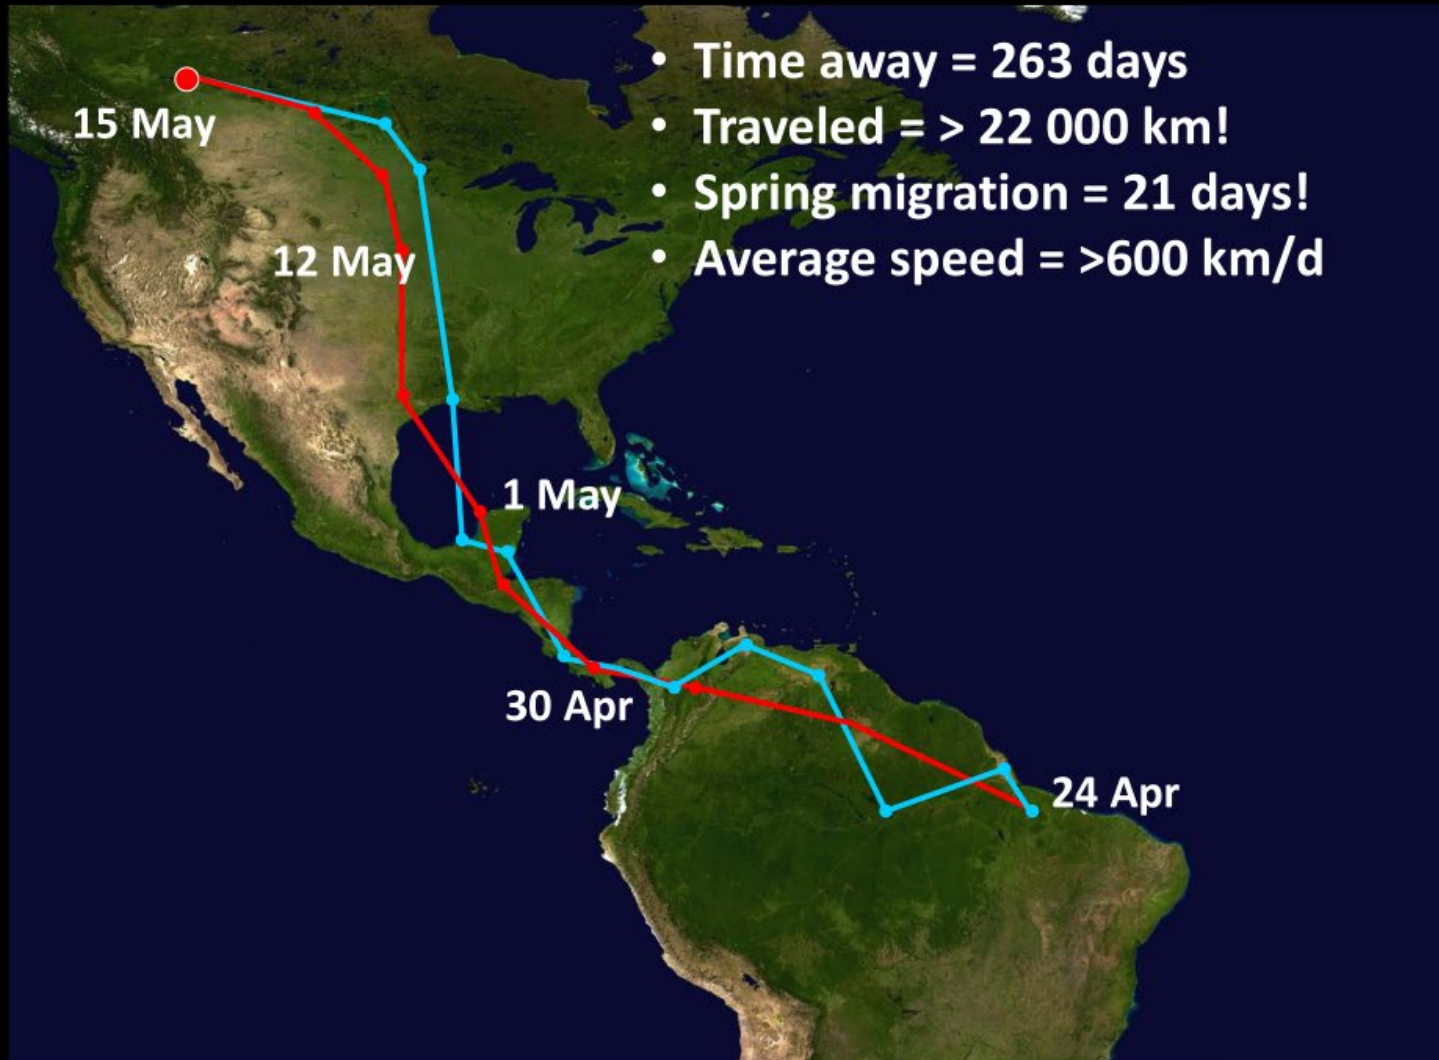 • Time away = 263 days
• Traveled = > 22 000 km!
• Spring migration = 21 days!
• Average speed = >600 km/d
15 May
12 May
1 May
30 Apr
24 Apr